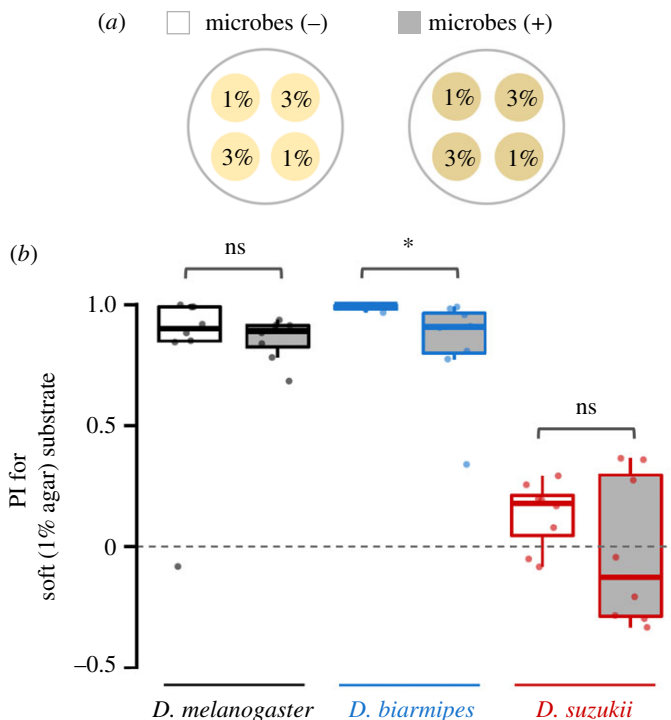 (a) microbes (–) microbes (+)
1% 3% 1% 3%
3% 1% 3% 1%
(b)
ns * ns
1.0
0.5
0
–0.5
PI for
soft (1% agar) substrate
D. melanogaster D. biarmipes D. suzukii